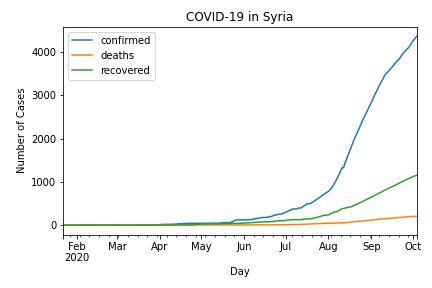 COVID-19 in Syria
confirmed
deaths
recovered
Number of Cases
4000
3000
2000
1000
0
Feb Mar Apr May Jun Jul Aug Sep Oct
2020
Day